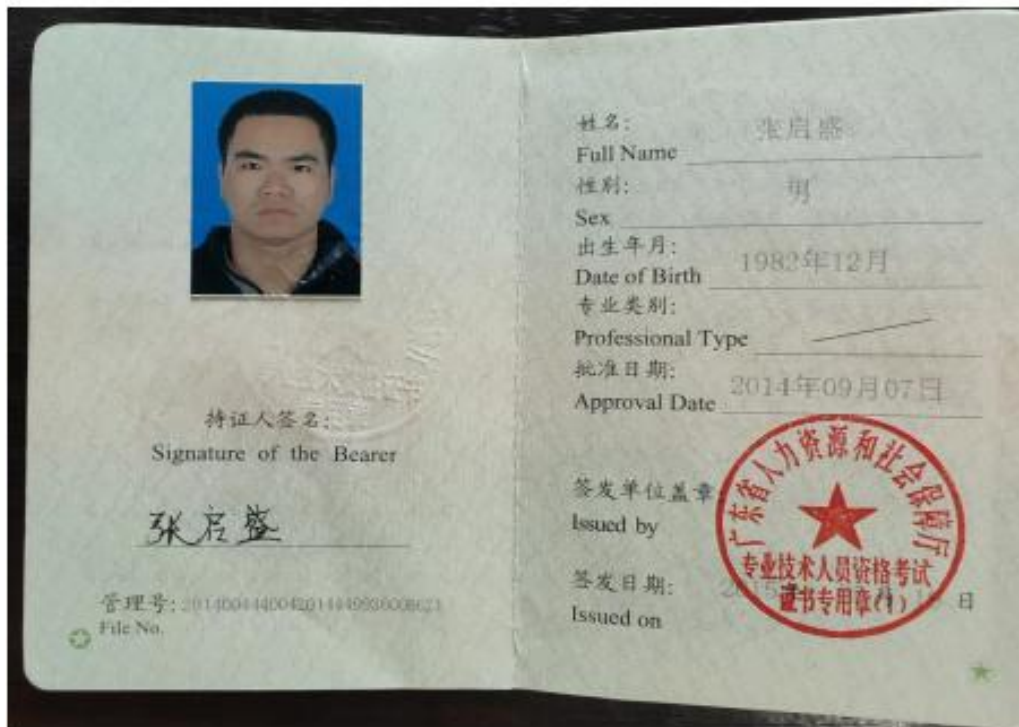 持证人签名:
Signature of the Bearer
张启盛
管理号:
File No.
姓名: 张启盛
Full Name
性别: 男
Sex
出生年月: 1982年12月
Date of Birth
专业类别:
Professional Type
批准日期: 2014年09月07日
Approval Date
签发单位盖章
Issued by
签发日期: 2015 月 日
Issued on
广东省人力资源和社会保障厅
专业技术人员资格考试
证书专用章(1)